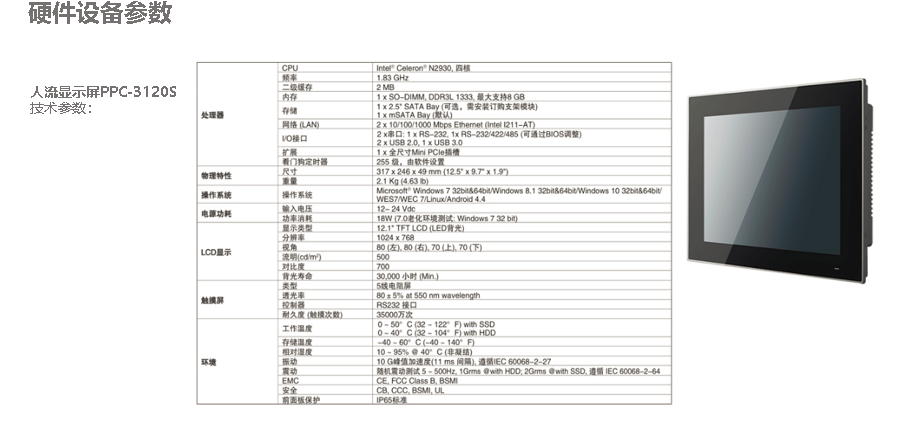 硬件设备参数
人流显示屏PPC-3120S
技术参数：
处理器 CPU Intel® Celeron® N2930, 四核
频率 1.83 GHz
二级缓存 2 MB
内存 1 x SO-DIMM, DDR3L 1333, 最大支持8 GB
存储 1 x 2.5" SATA Bay (可选，需安装订购支架模块)
1 x mSATA Bay (默认)
网络 (LAN) 2 x 10/100/1000 Mbps Ethernet (Intel I211-AT)
I/O接口 2 x串口: 1 x RS-232, 1x RS-232/422/485 (可通过BIOS调整)
2 x USB 2.0, 1 x USB 3.0
扩展 1 x 全尺寸Mini PCIe插槽
看门狗定时器 255 级，由软件设置
物理特性 尺寸 317 x 246 x 49 mm (12.5" x 9.7" x 1.9")
重量 2.1 Kg (4.63 lb)
操作系统 操作系统 Microsoft® Windows 7 32bit&64bit/Windows 8.1 32bit&64bit/Windows 10 32bit&64bit/
WES7/WEC 7/Linux/Android 4.4
电源功耗 输入电压 12– 24 Vdc
功率消耗 18W (7.0老化环境测试: Windows 7 32 bit)
LCD显示 显示类型 12.1" TFT LCD (LED背光)
分辨率 1024 x 768
视角 80 (左), 80 (右), 70 (上), 70 (下)
流明(cd/m²) 500
对比度 700
背光寿命 30,000 小时 (Min.)
触摸屏 类型 5线电阻屏
透光率 80 ± 5% at 550 nm wavelength
控制器 RS232 接口
耐久度 (触摸次数) 35000万次
环境 工作温度 0 ~ 50° C (32 ~ 122° F) with SSD
0 ~ 40° C (32 ~ 104° F) with HDD
存储温度 -40 ~ 60° C (-40 ~ 140° F)
相对湿度 10 ~ 95% @ 40° C (非凝结)
振动 10 G峰值加速度(11 ms 间隔), 遵循IEC 60068-2-27
震动 随机震动测试 5 ~ 500Hz, 1Grms @with HDD; 2Grms @with SSD, 遵循 IEC 60068-2-64
EMC CE, FCC Class B, BSMI
安全 CB, CCC, BSMI, UL
前面板保护 IP65标准